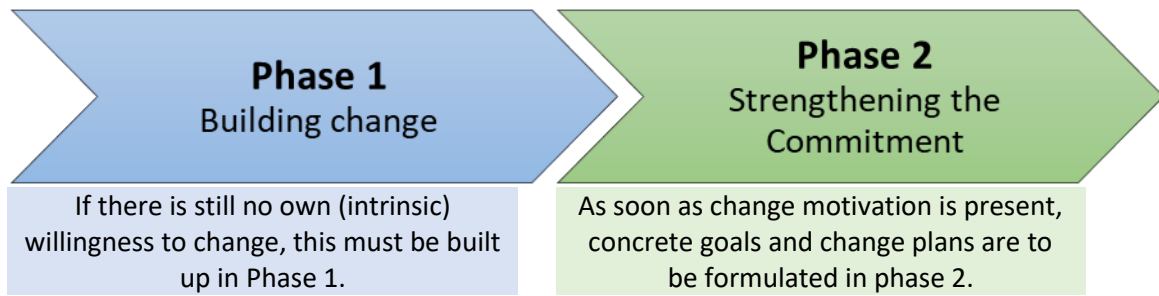 Phase 1
Building change
Phase 2
Strengthening the
Commitment
If there is still no own (intrinsic)
willingness to change, this must be built
up in Phase 1.
As soon as change motivation is present,
concrete goals and change plans are to
be formulated in phase 2.